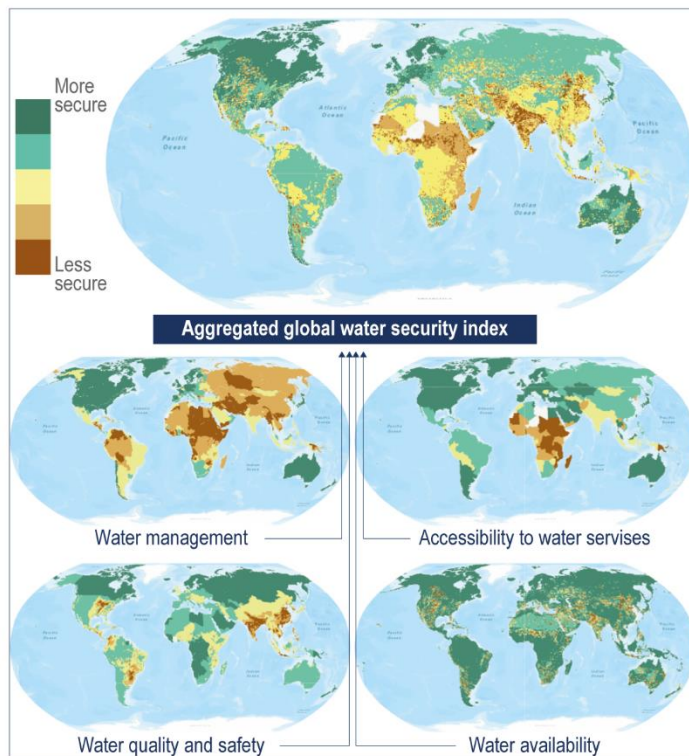 More
secure
Less
secure
Pacific
Ocean
Atlantic
Ocean
Indian
Ocean
Pacific
Ocean
Aggregated global water security index
Water management
Accessibility to water servises
Water quality and safety
Water availability